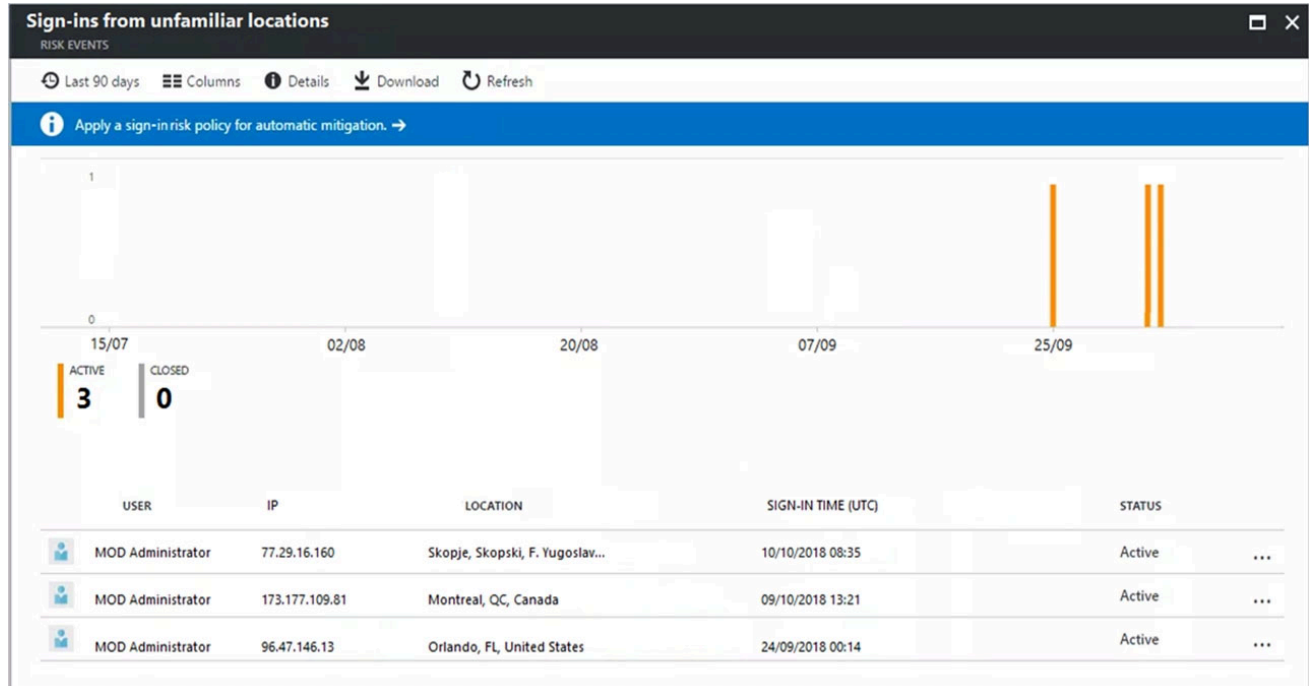 Sign-ins from unfamiliar locations
RISK EVENTS
Last 90 days Columns Details Download Refresh
Apply a sign-in risk policy for automatic mitigation. →
1
0
15/07 02/08 20/08 07/09 25/09
ACTIVE CLOSED
3 0
USER IP LOCATION SIGN-IN TIME (UTC) STATUS
MOD Administrator 77.29.16.160 Skopje, Skopski, F. Yugoslav... 10/10/2018 08:35 Active ...
MOD Administrator 173.177.109.81 Montreal, QC, Canada 09/10/2018 13:21 Active ...
MOD Administrator 96.47.146.13 Orlando, FL, United States 24/09/2018 00:14 Active ...